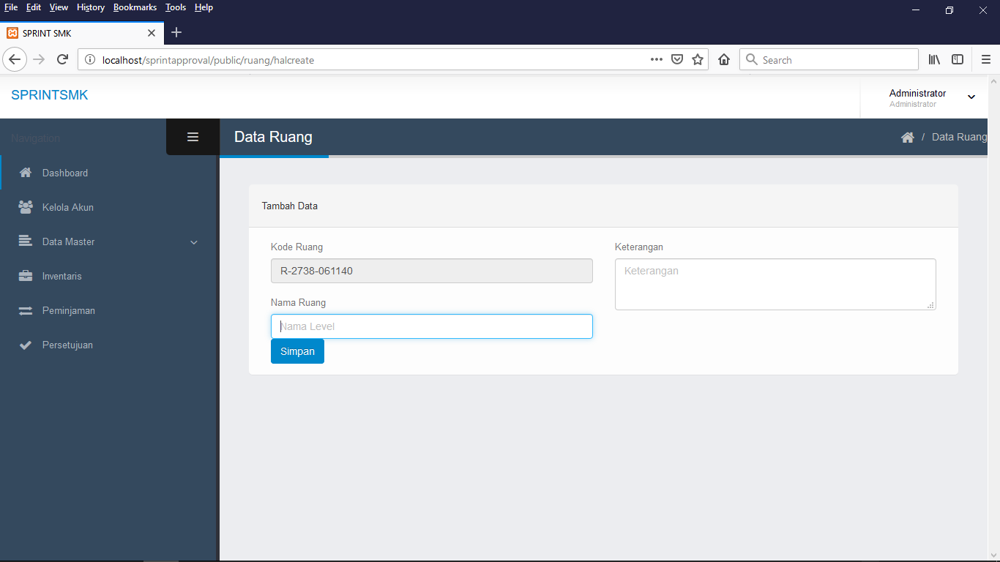 File Edit View History Bookmarks Tools Help
SPRINT SMK
localhost/sprintapproval/public/ruang/halcreate
Search
SPRINTSMK
Administrator
Administrator
Navigation
Data Ruang
/ Data Ruang
Dashboard
Kelola Akun
Data Master
Inventaris
Peminjaman
Persetujuan
Tambah Data
Kode Ruang
R-2738-061140
Nama Ruang
Nama Level
Simpan
Keterangan
Keterangan